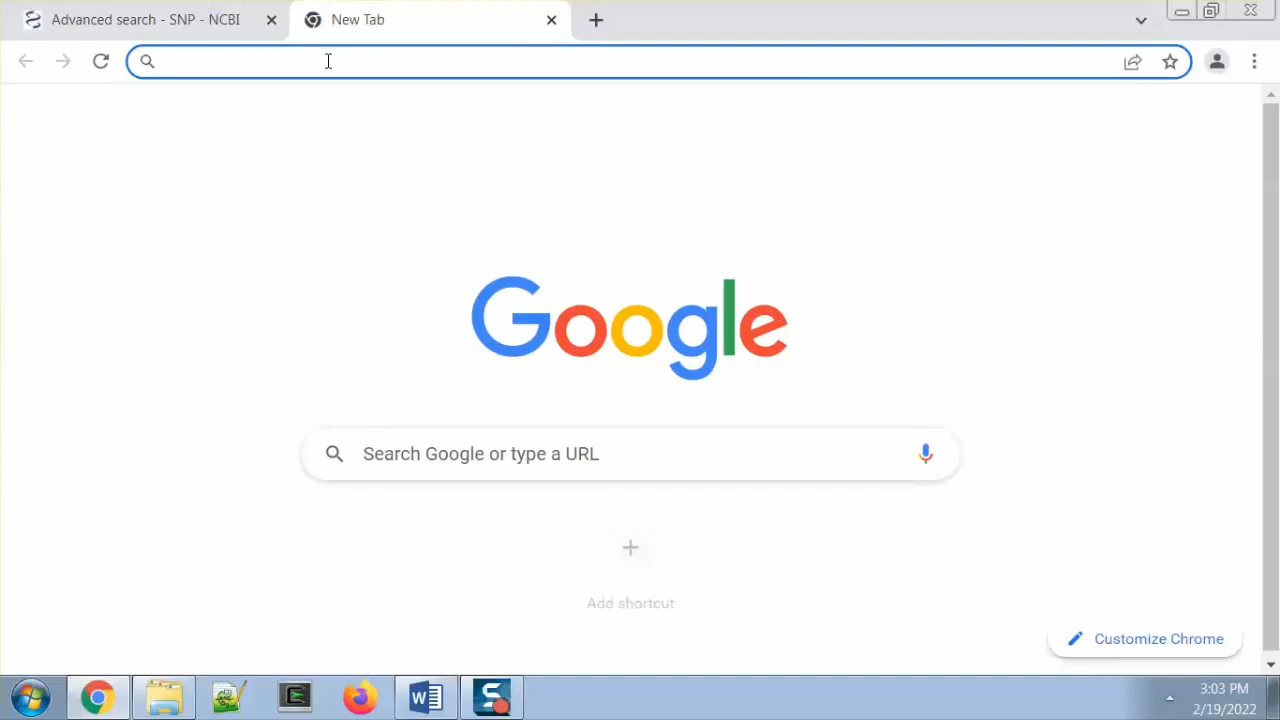 Advanced search - SNP - NCBI
New Tab
Google
Search Google or type a URL
Add shortcut
Customize Chrome
3:03 PM
2/19/2022